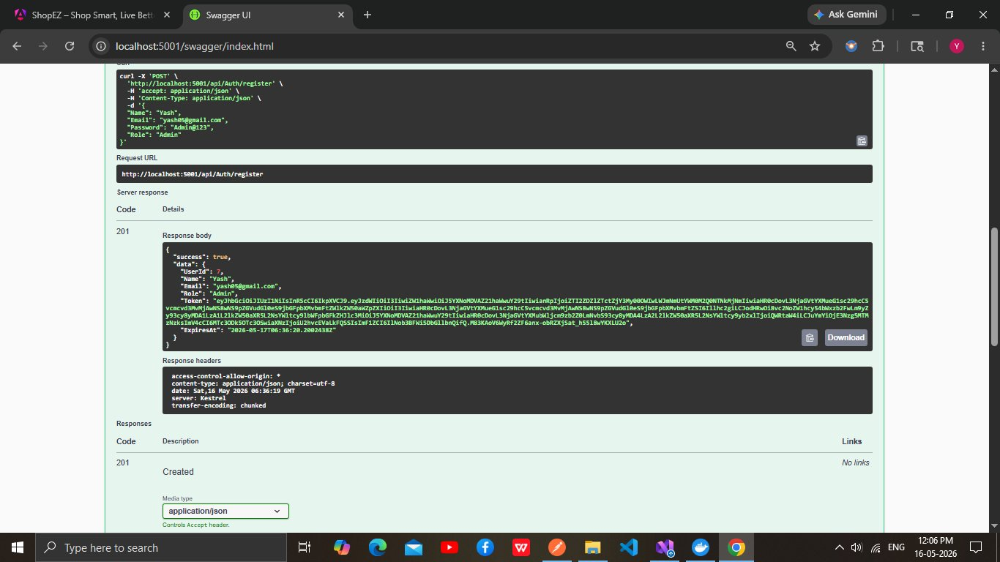 ShopEZ – Shop Smart, Live Bett
Swagger UI
Ask Gemini
localhost:5001/swagger/index.html
Y
Curl
curl -X 'POST' \
'http://localhost:5001/api/Auth/register' \
-H 'accept: application/json' \
-H 'Content-Type: application/json' \
-d '{
"Name": "Yash",
"Email": "yash05@gmail.com",
"Password": "Admin@123",
"Role": "Admin"
}'
Request URL
http://localhost:5001/api/Auth/register
Server response
Code Details
201
Response body
{
"success": true,
"data": {
"UserId": 7,
"Name": "Yash",
"Email": "yash05@gmail.com",
"Role": "Admin",
"Token":
"ExpiresAt": "2026-05-17T06:36:20.2002438Z"
}
}
Download
Response headers
access-control-allow-origin: *
content-type: application/json; charset=utf-8
date: Sat,16 May 2026 06:36:19 GMT
server: Kestrel
transfer-encoding: chunked
Responses
Code Description Links
201 Created No links
Media type
application/json
Controls Accept header.
Type here to search
ENG
12:06 PM
16-05-2026